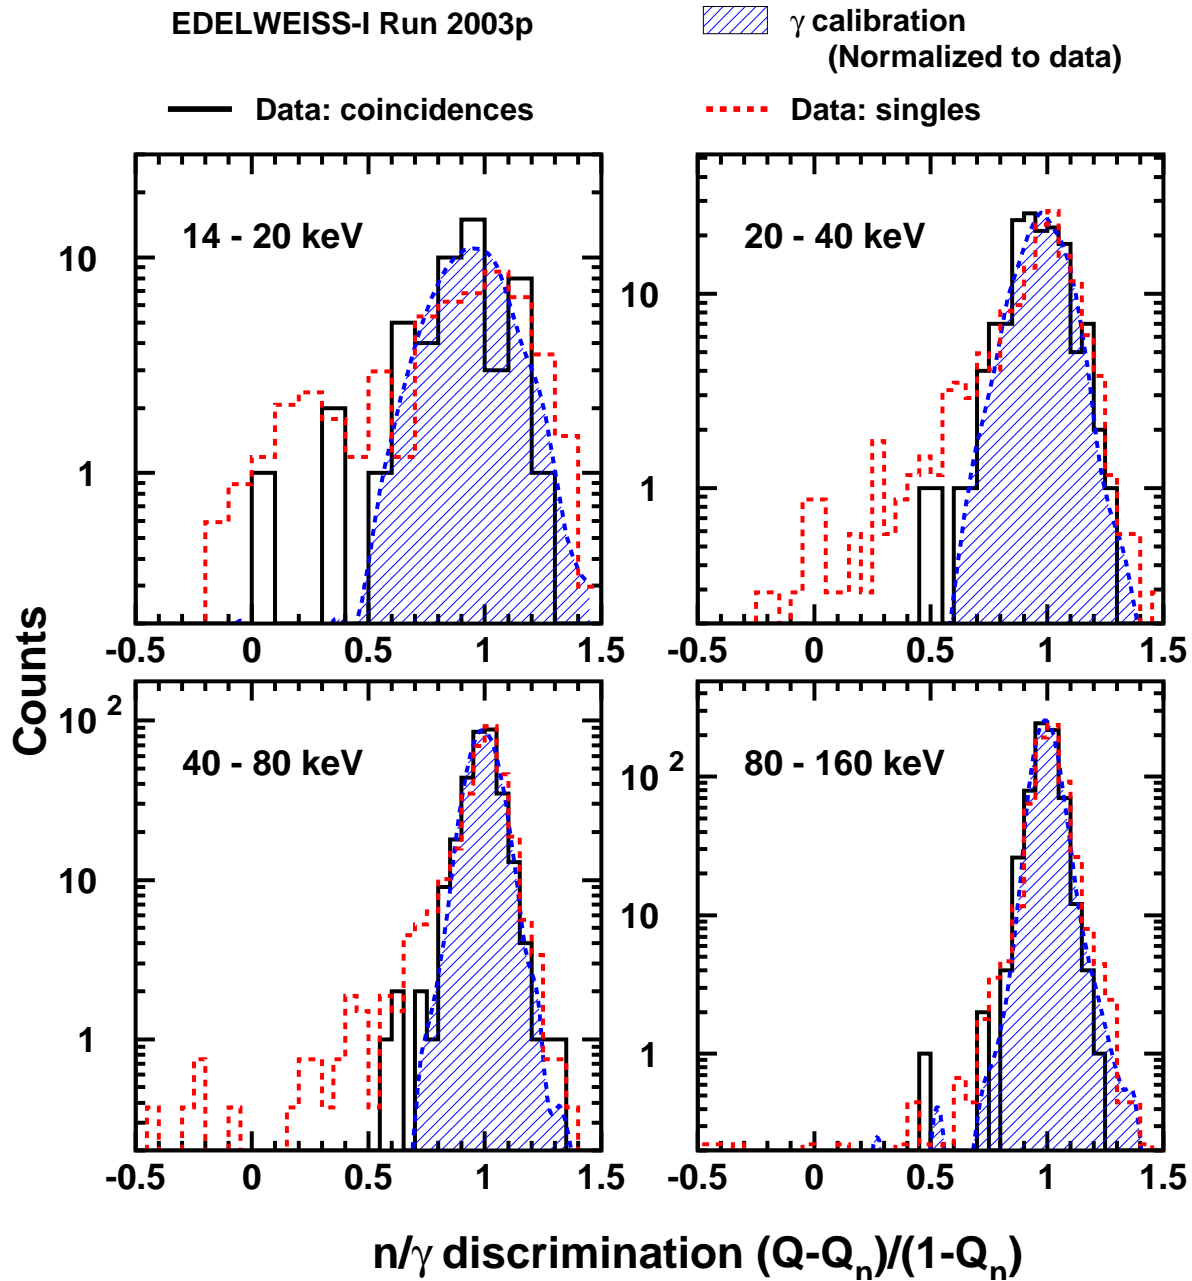 EDELWEISS-I Run 2003p
γ calibration
(Normalized to data)
Data: coincidences
Data: singles
14 - 20 keV
10
1
-0.5 0 0.5 1 1.5
20 - 40 keV
10
1
-0.5 0 0.5 1 1.5
Counts
40 - 80 keV
10 2
10
1
-0.5 0 0.5 1 1.5
80 - 160 keV
10 2
10
1
-0.5 0 0.5 1 1.5
n/γ discrimination (Q-Qn)/(1-Qn)